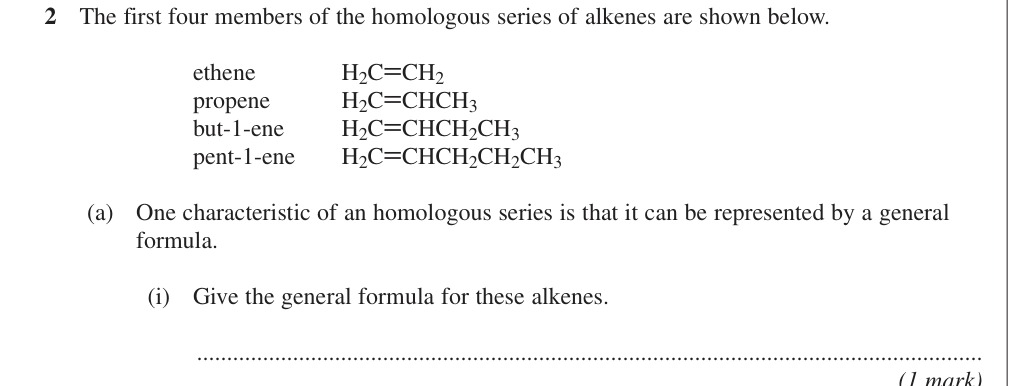 2 The first four members of the homologous series of alkenes are shown below.
ethene H₂C=CH₂
propene H₂C=CHCH₃
but-1-ene H₂C=CHCH₂CH₃
pent-1-ene H₂C=CHCH₂CH₂CH₃
(a) One characteristic of an homologous series is that it can be represented by a general
formula.
(i) Give the general formula for these alkenes.
(1 mark)